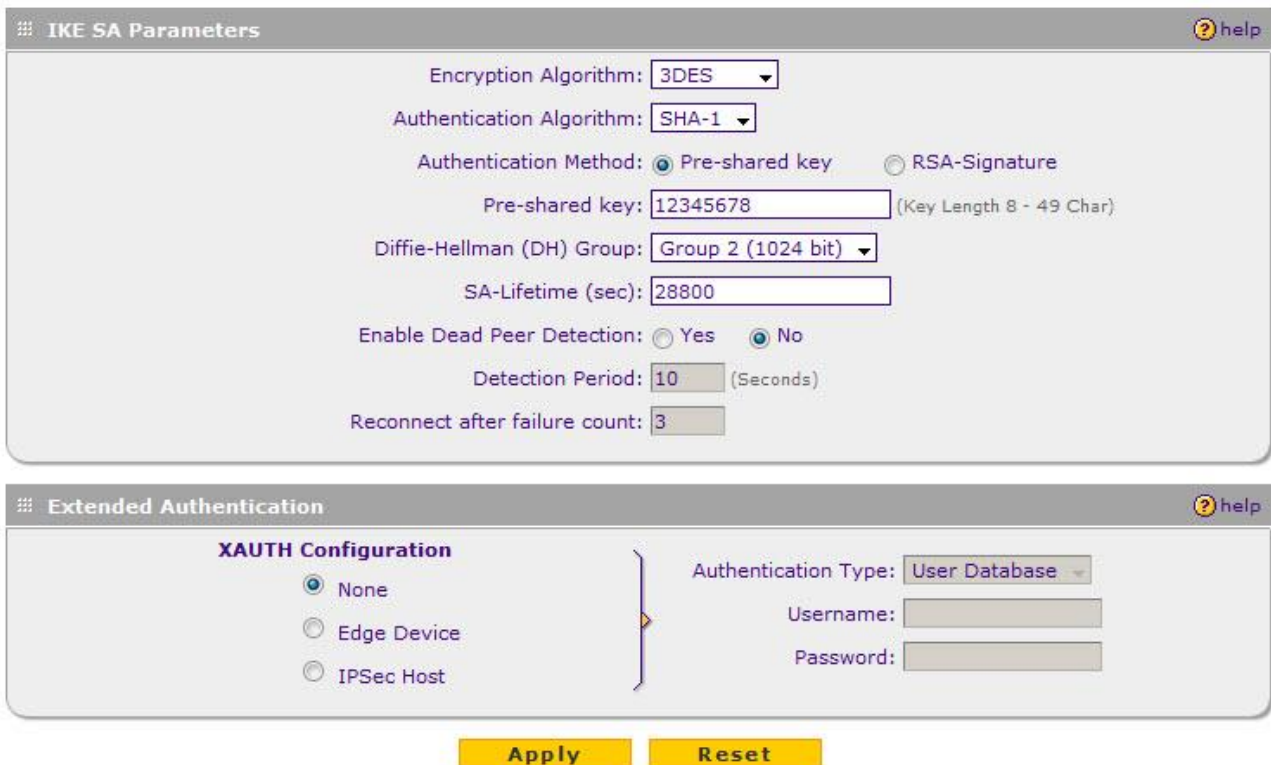 IKE SA Parameters
help
Encryption Algorithm: 3DES
Authentication Algorithm: SHA-1
Authentication Method: Pre-shared key RSA-Signature
Pre-shared key: 12345678 (Key Length 8 - 49 Char)
Diffie-Hellman (DH) Group: Group 2 (1024 bit)
SA-Lifetime (sec): 28800
Enable Dead Peer Detection: Yes No
Detection Period: 10 (Seconds)
Reconnect after failure count: 3
Extended Authentication
help
XAUTH Configuration
None
Edge Device
IPSec Host
Authentication Type: User Database
Username:
Password:
Apply
Reset